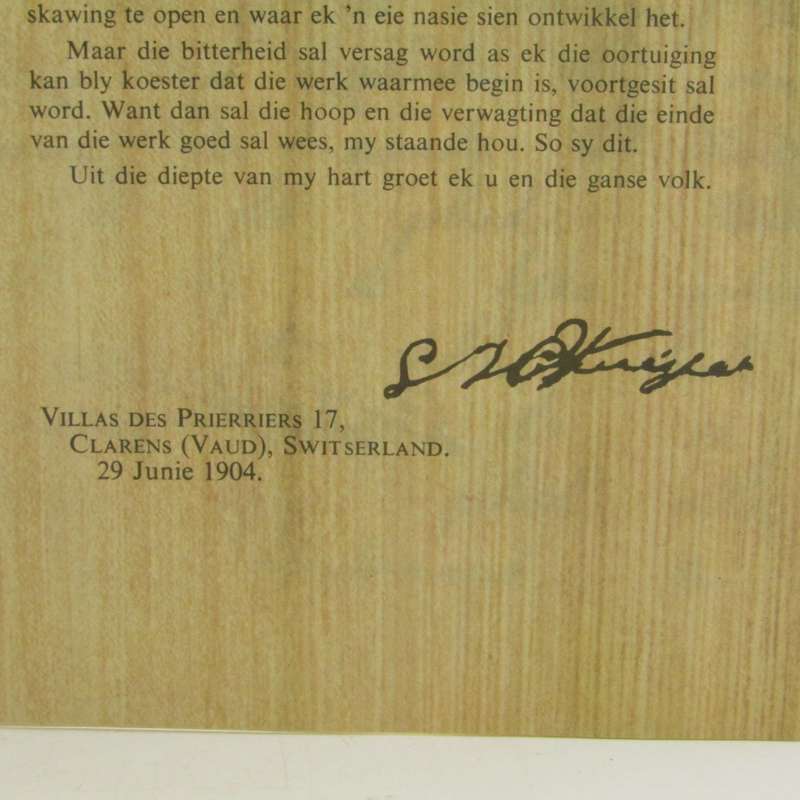 skawing te open en waar ek 'n eie nasie sien ontwikkel het.
Maar die bitterheid sal versag word as ek die oortuiging
kan bly koester dat die werk waarmee begin is, voortgesit sal
word. Want dan sal die hoop en die verwagting dat die einde
van die werk goed sal wees, my staande hou. So sy dit.
Uit die diepte van my hart groet ek u en die ganse volk.
VILLAS DES PRIERRIERS 17,
CLARENS (VAUD), SWITSERLAND.
29 Junie 1904.